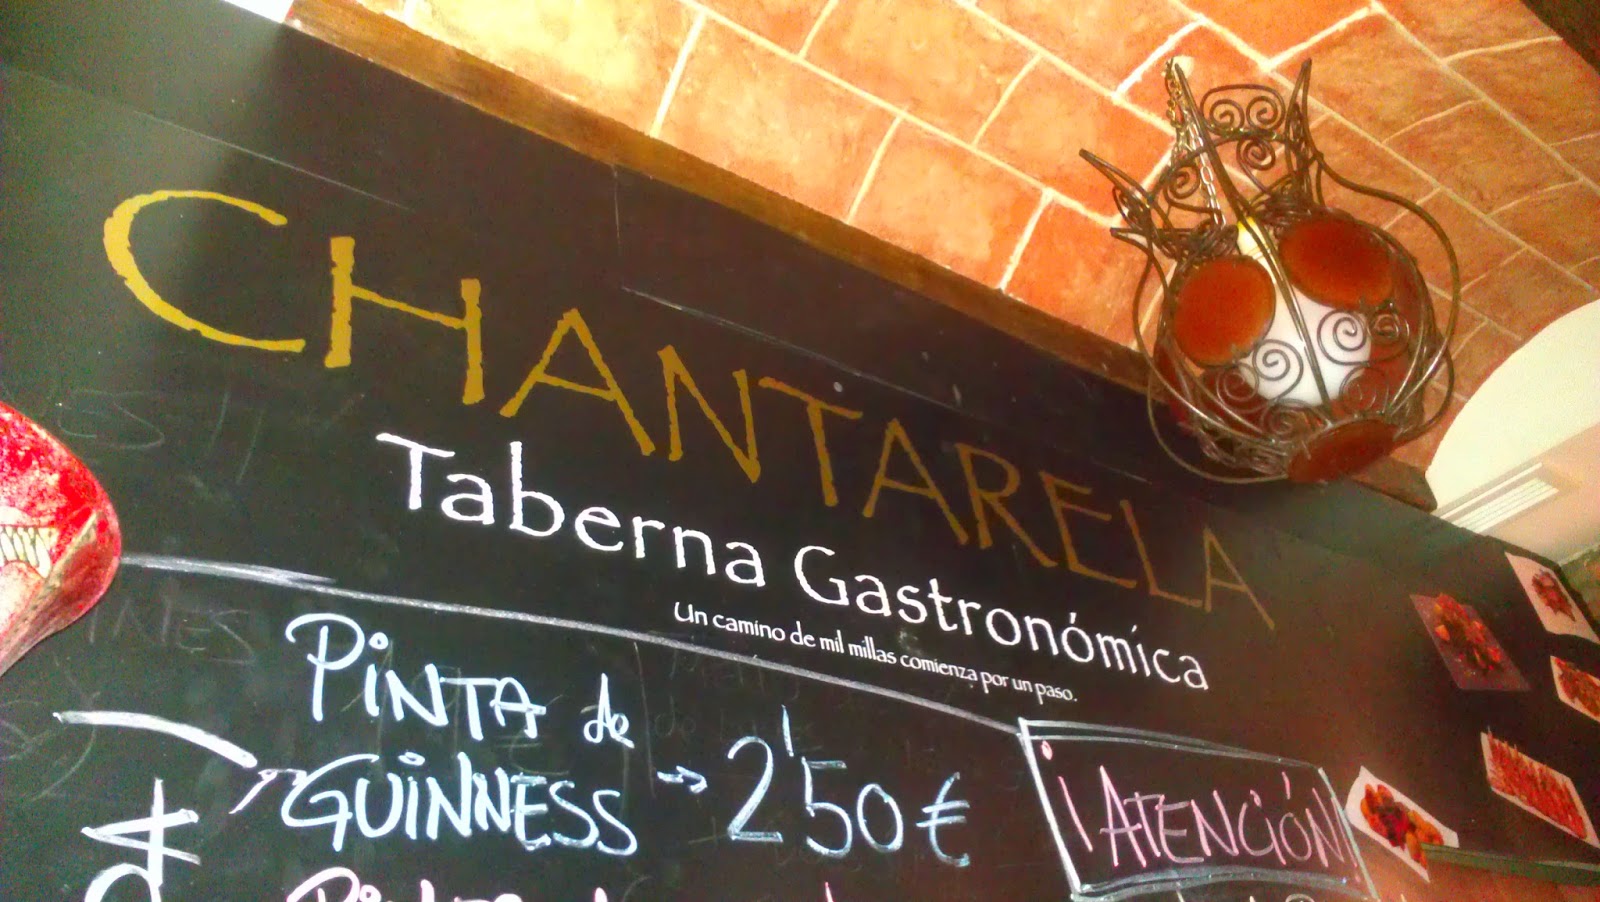 CHANTARELA
Taberna Gastronómica
Un camino de mil millas comienza por un paso.
PINTA de
GUINNESS → 2'50 €
¡ATENCIÓN!